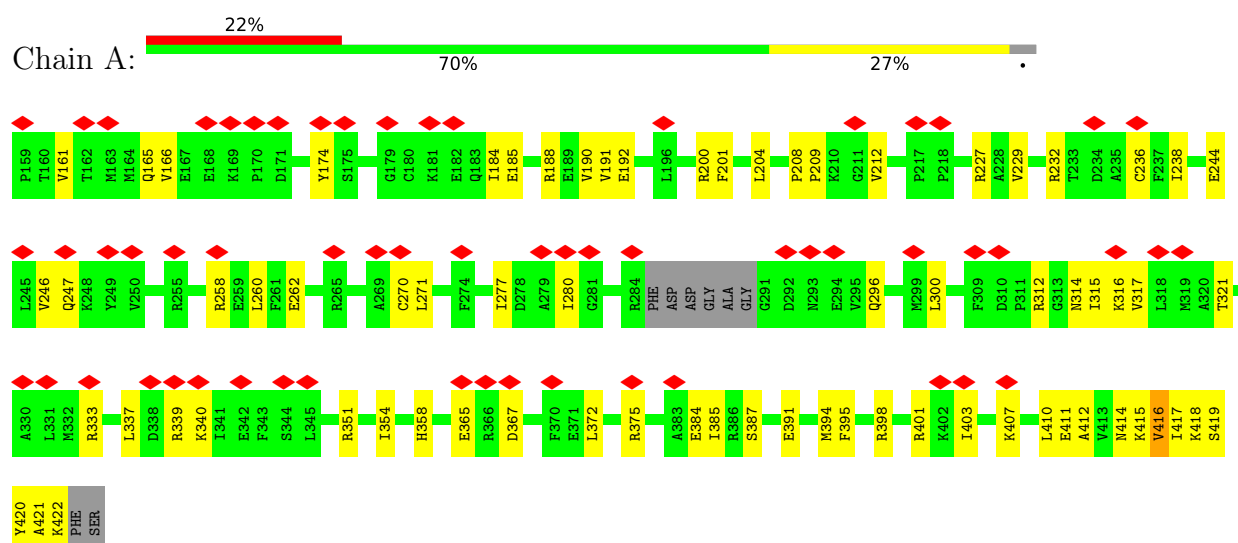 22%
Chain A:
70% 27% •
P159 T160 V161 T162 M163 M164 Q165 V166 E167 E168 K169 P170 D171 Y174 S175 G179 C180 K181 E182 Q183 I184 E185 R188 E189 V190 V191 E192 L196 R200 F201 L204 P208 P209 K210 G211 V212 P217 P218 R227 A228 V229 R232 T233 D234 A235 C236 F237 I238 E244
L245 V246 Q247 K248 Y249 V250 R255 R258 E259 L260 F261 E262 R265 A269 C270 L271 F274 I277 D278 A279 I280 G281 R284 PHE ASP ASP GLY ALA GLY G291 D292 N293 E294 V295 Q296 M299 L300 F309 D310 P311 R312 G313 N314 I315 K316 V317 L318 M319 A320 T321
A330 L331 M332 R333 L337 D338 R339 K340 I341 E342 F343 S344 L345 R351 I354 H358 E365 R366 D367 F370 E371 L372 R375 A383 E384 I385 R386 S387 E391 M394 F395 R398 R401 K402 I403 K407 L410 E411 A412 V413 N414 K415 V416 I417 K418 S419
Y420 A421 K422 PHE SER